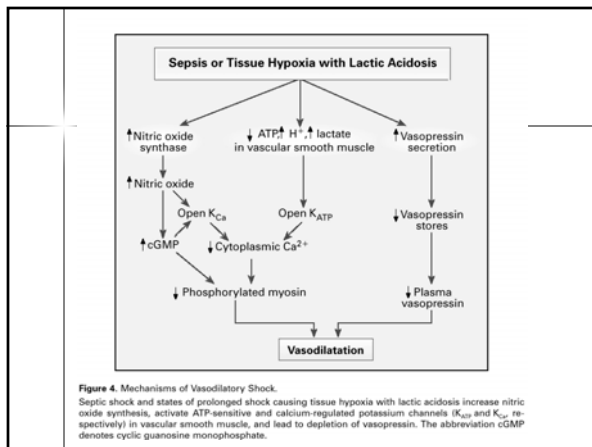 Sepsis or Tissue Hypoxia with Lactic Acidosis
↑Nitric oxide
synthase
↓ ATP,↑ H⁺,↑ lactate
in vascular smooth muscle
↑Vasopressin
secretion
↑Nitric oxide
Open K_Ca
Open K_ATP
↓Vasopressin
stores
↑cGMP
↓Cytoplasmic Ca²⁺
↓Phosphorylated myosin
↓Plasma
vasopressin
Vasodilatation
Figure 4. Mechanisms of Vasodilatory Shock.
Septic shock and states of prolonged shock causing tissue hypoxia with lactic acidosis increase nitric
oxide synthesis, activate ATP-sensitive and calcium-regulated potassium channels (K_ATP and K_Ca, re-
spectively) in vascular smooth muscle, and lead to depletion of vasopressin. The abbreviation cGMP
denotes cyclic guanosine monophosphate.